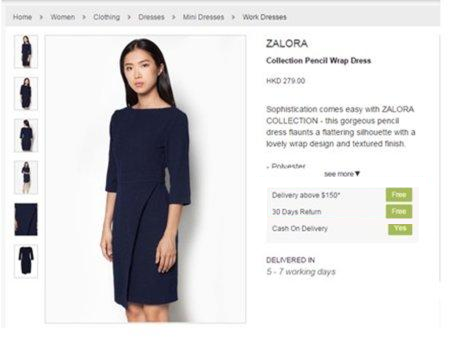 Home > Women > Clothing > Dresses > Mini Dresses > Work Dresses
ZALORA
Collection Pencil Wrap Dress
HKD 279.00
Sophistication comes easy with ZALORA
COLLECTION - this gorgeous pencil
dress flaunts a flattering silhouette with a
lovely wrap design and textured finish.
- Polyester
see more▼
Delivery above $150* Free
30 Days Return Free
Cash On Delivery Yes
DELIVERED IN
5 - 7 working days